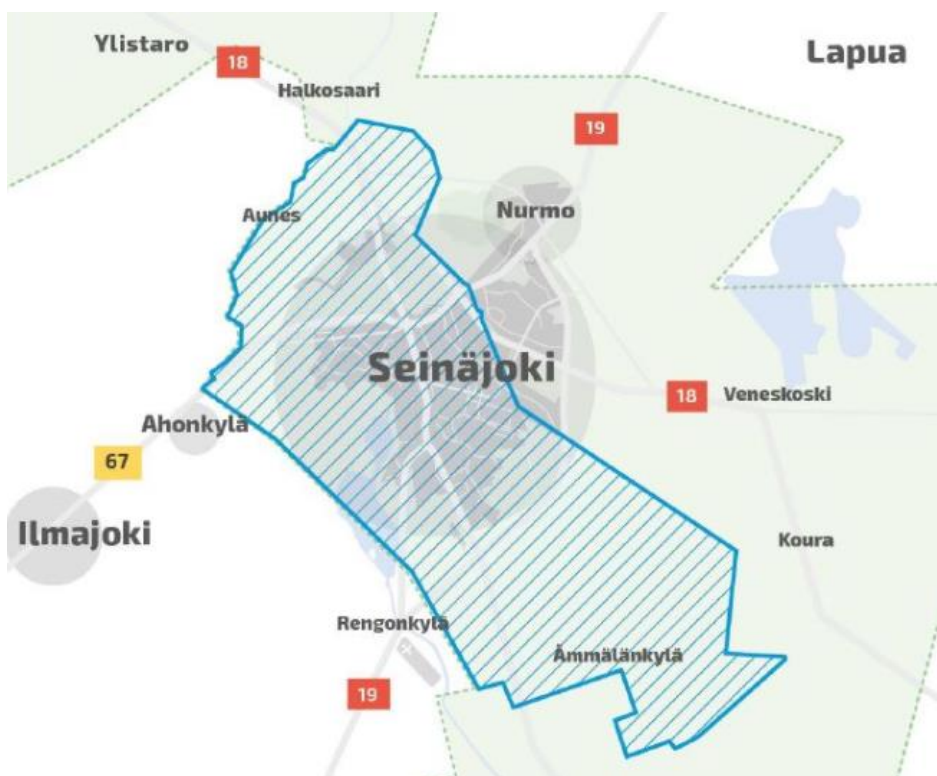 Ylistaro
Lapua
18
Halkosaari
19
Nurmo
Aunes
Seinäjoki
18
Veneskoski
Ahonkylä
67
Ilmajoki
Koura
Rengonkylä
Ämmälänkylä
19